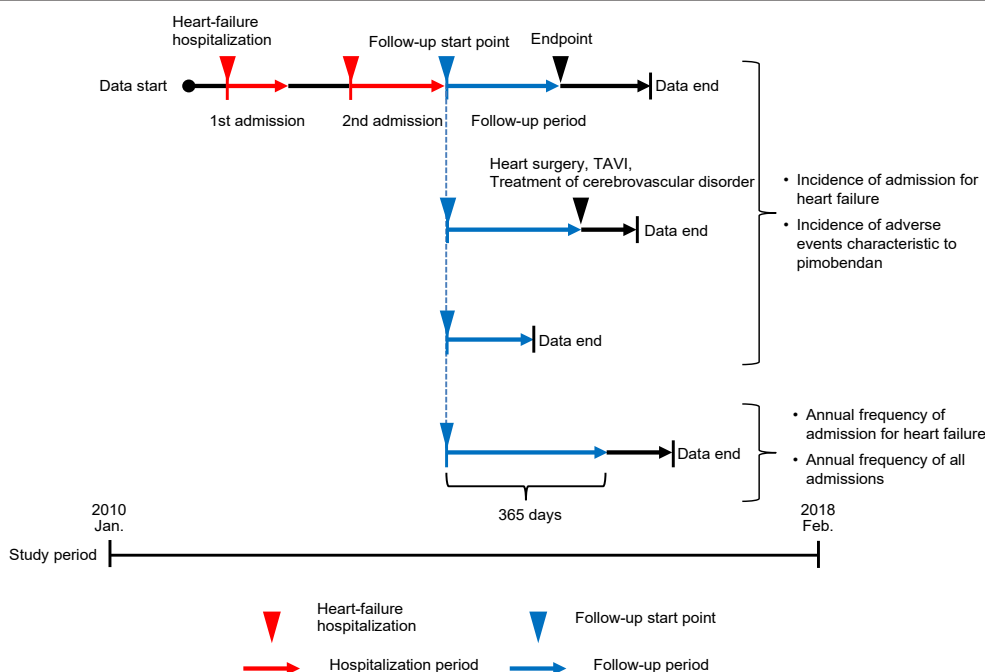 Heart-failure
hospitalization
Follow-up start point
Endpoint
Data start
Data end
1st admission
2nd admission
Follow-up period
Heart surgery, TAVI,
Treatment of cerebrovascular disorder
Data end
• Incidence of admission for
heart failure
• Incidence of adverse
events characteristic to
pimobendan
Data end
• Annual frequency of
admission for heart failure
• Annual frequency of all
admissions
Data end
365 days
2010
Jan.
2018
Feb.
Study period
Heart-failure
hospitalization
Follow-up start point
Hospitalization period
Follow-up period